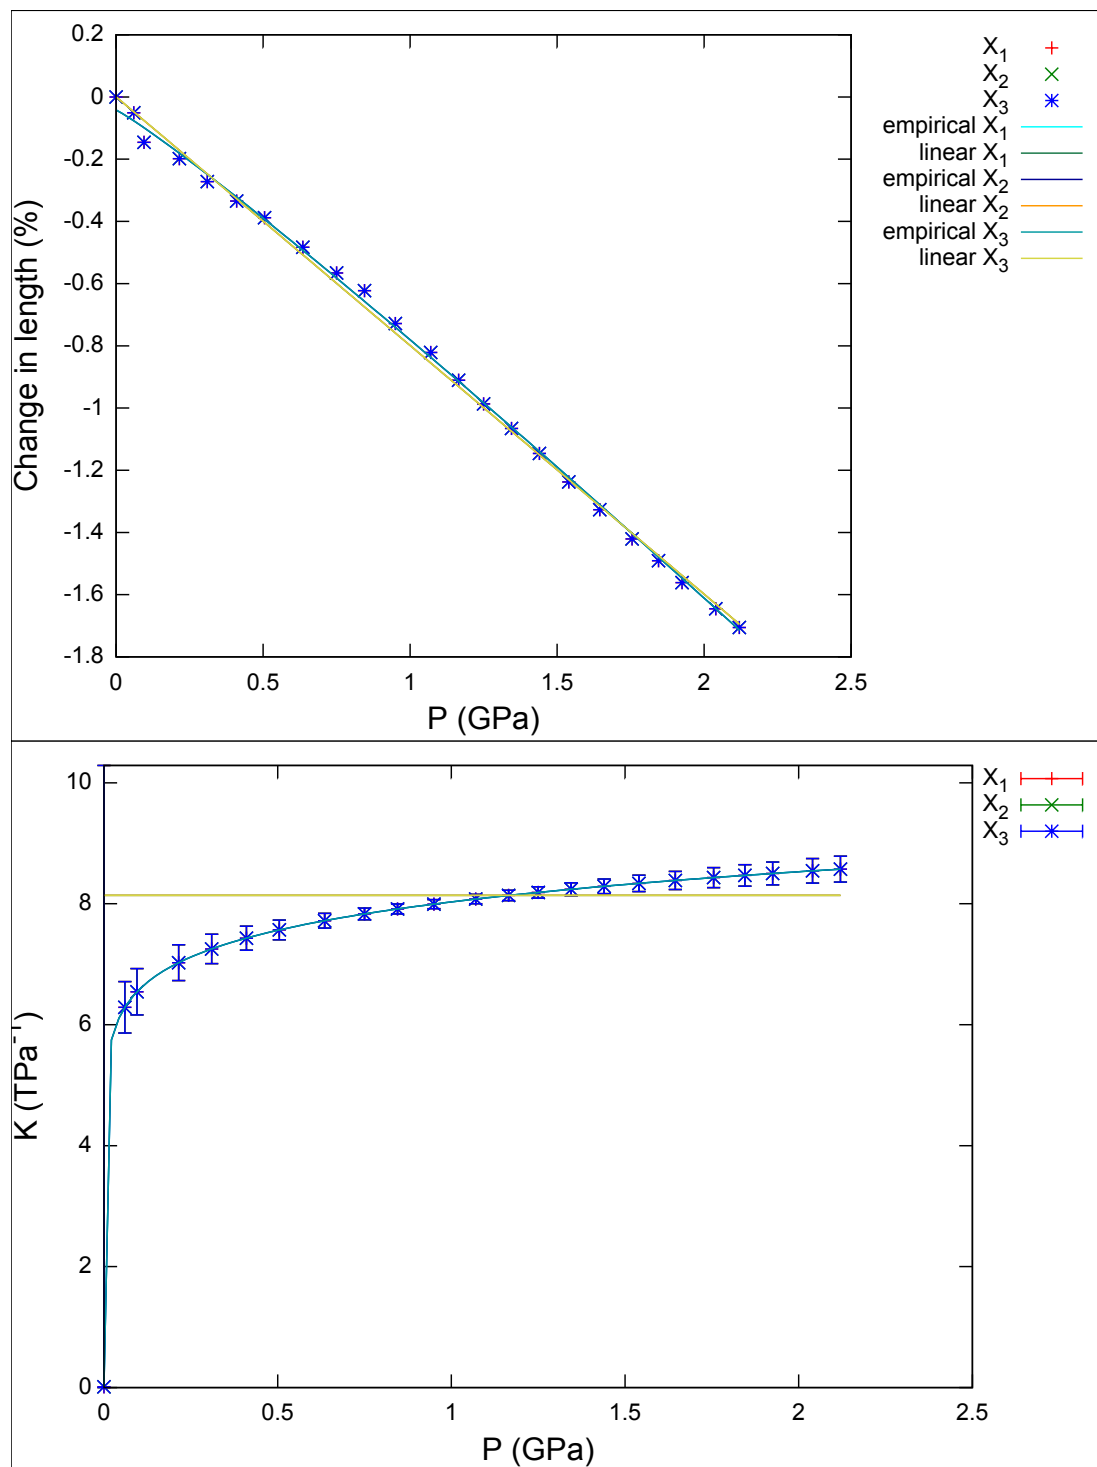 0.2
0
-0.2
-0.4
-0.6
-0.8
-1
-1.2
-1.4
-1.6
-1.8
0 0.5 1 1.5 2 2.5
Change in length (%)
P (GPa)
X1
X2
X3
empirical X1
linear X1
empirical X2
linear X2
empirical X3
linear X3
10
8
6
4
2
0
0 0.5 1 1.5 2 2.5
K (TPa⁻¹)
P (GPa)
X1
X2
X3